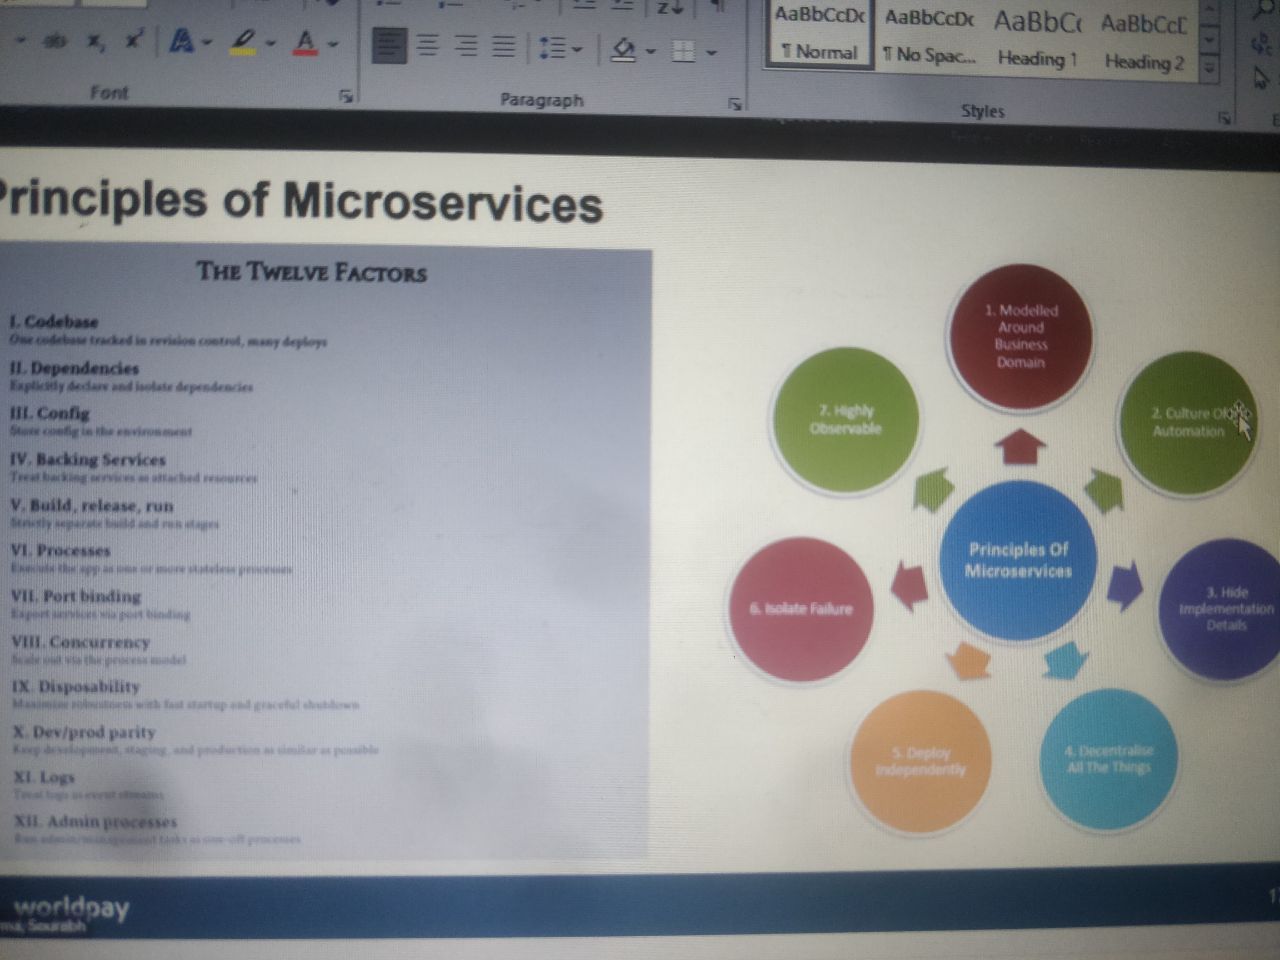 Font
Paragraph
Styles
AaBbCcDc
AaBbCcDc
AaBbC
AaBbCcD
¶ Normal
¶ No Spac...
Heading 1
Heading 2
Principles of Microservices
THE TWELVE FACTORS
I. Codebase
One codebase tracked in revision control, many deploys
II. Dependencies
Explicitly declare and isolate dependencies
III. Config
Store config in the environment
IV. Backing Services
Treat backing services as attached resources
V. Build, release, run
Strictly separate build and run stages
VI. Processes
Execute the app as one or more stateless processes
VII. Port binding
Export services via port binding
VIII. Concurrency
Scale out via the process model
IX. Disposability
Maximize robustness with fast startup and graceful shutdown
X. Dev/prod parity
Keep development, staging, and production as similar as possible
XI. Logs
Treat logs as event streams
XII. Admin processes
Run admin/management tasks as one-off processes
1. Modelled
Around
Business
Domain
2. Culture Of
Automation
3. Hide
Implementation
Details
4. Decentralise
All The Things
5. Deploy
Independently
6. Isolate Failure
7. Highly
Observable
Principles Of
Microservices
worldpay
Sourabh